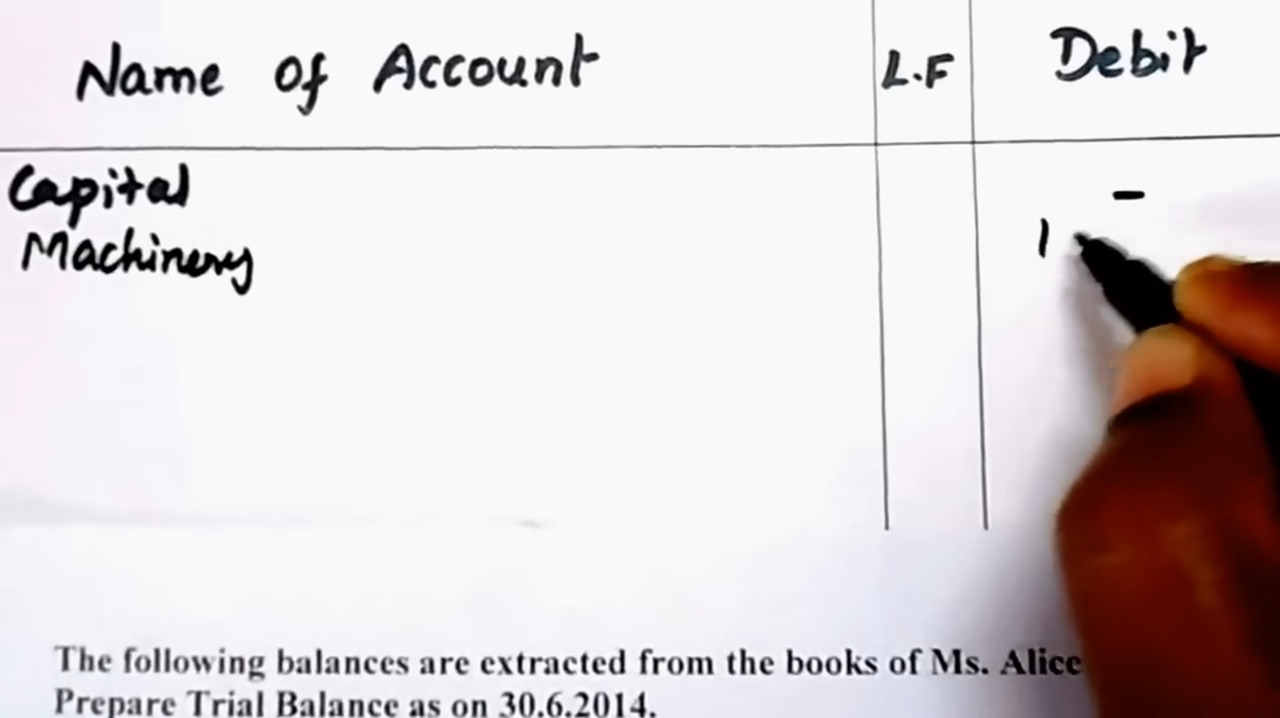 Name of Account L.F Debit
Capital -
Machinery 1
The following balances are extracted from the books of Ms. Alice
Prepare Trial Balance as on 30.6.2014.